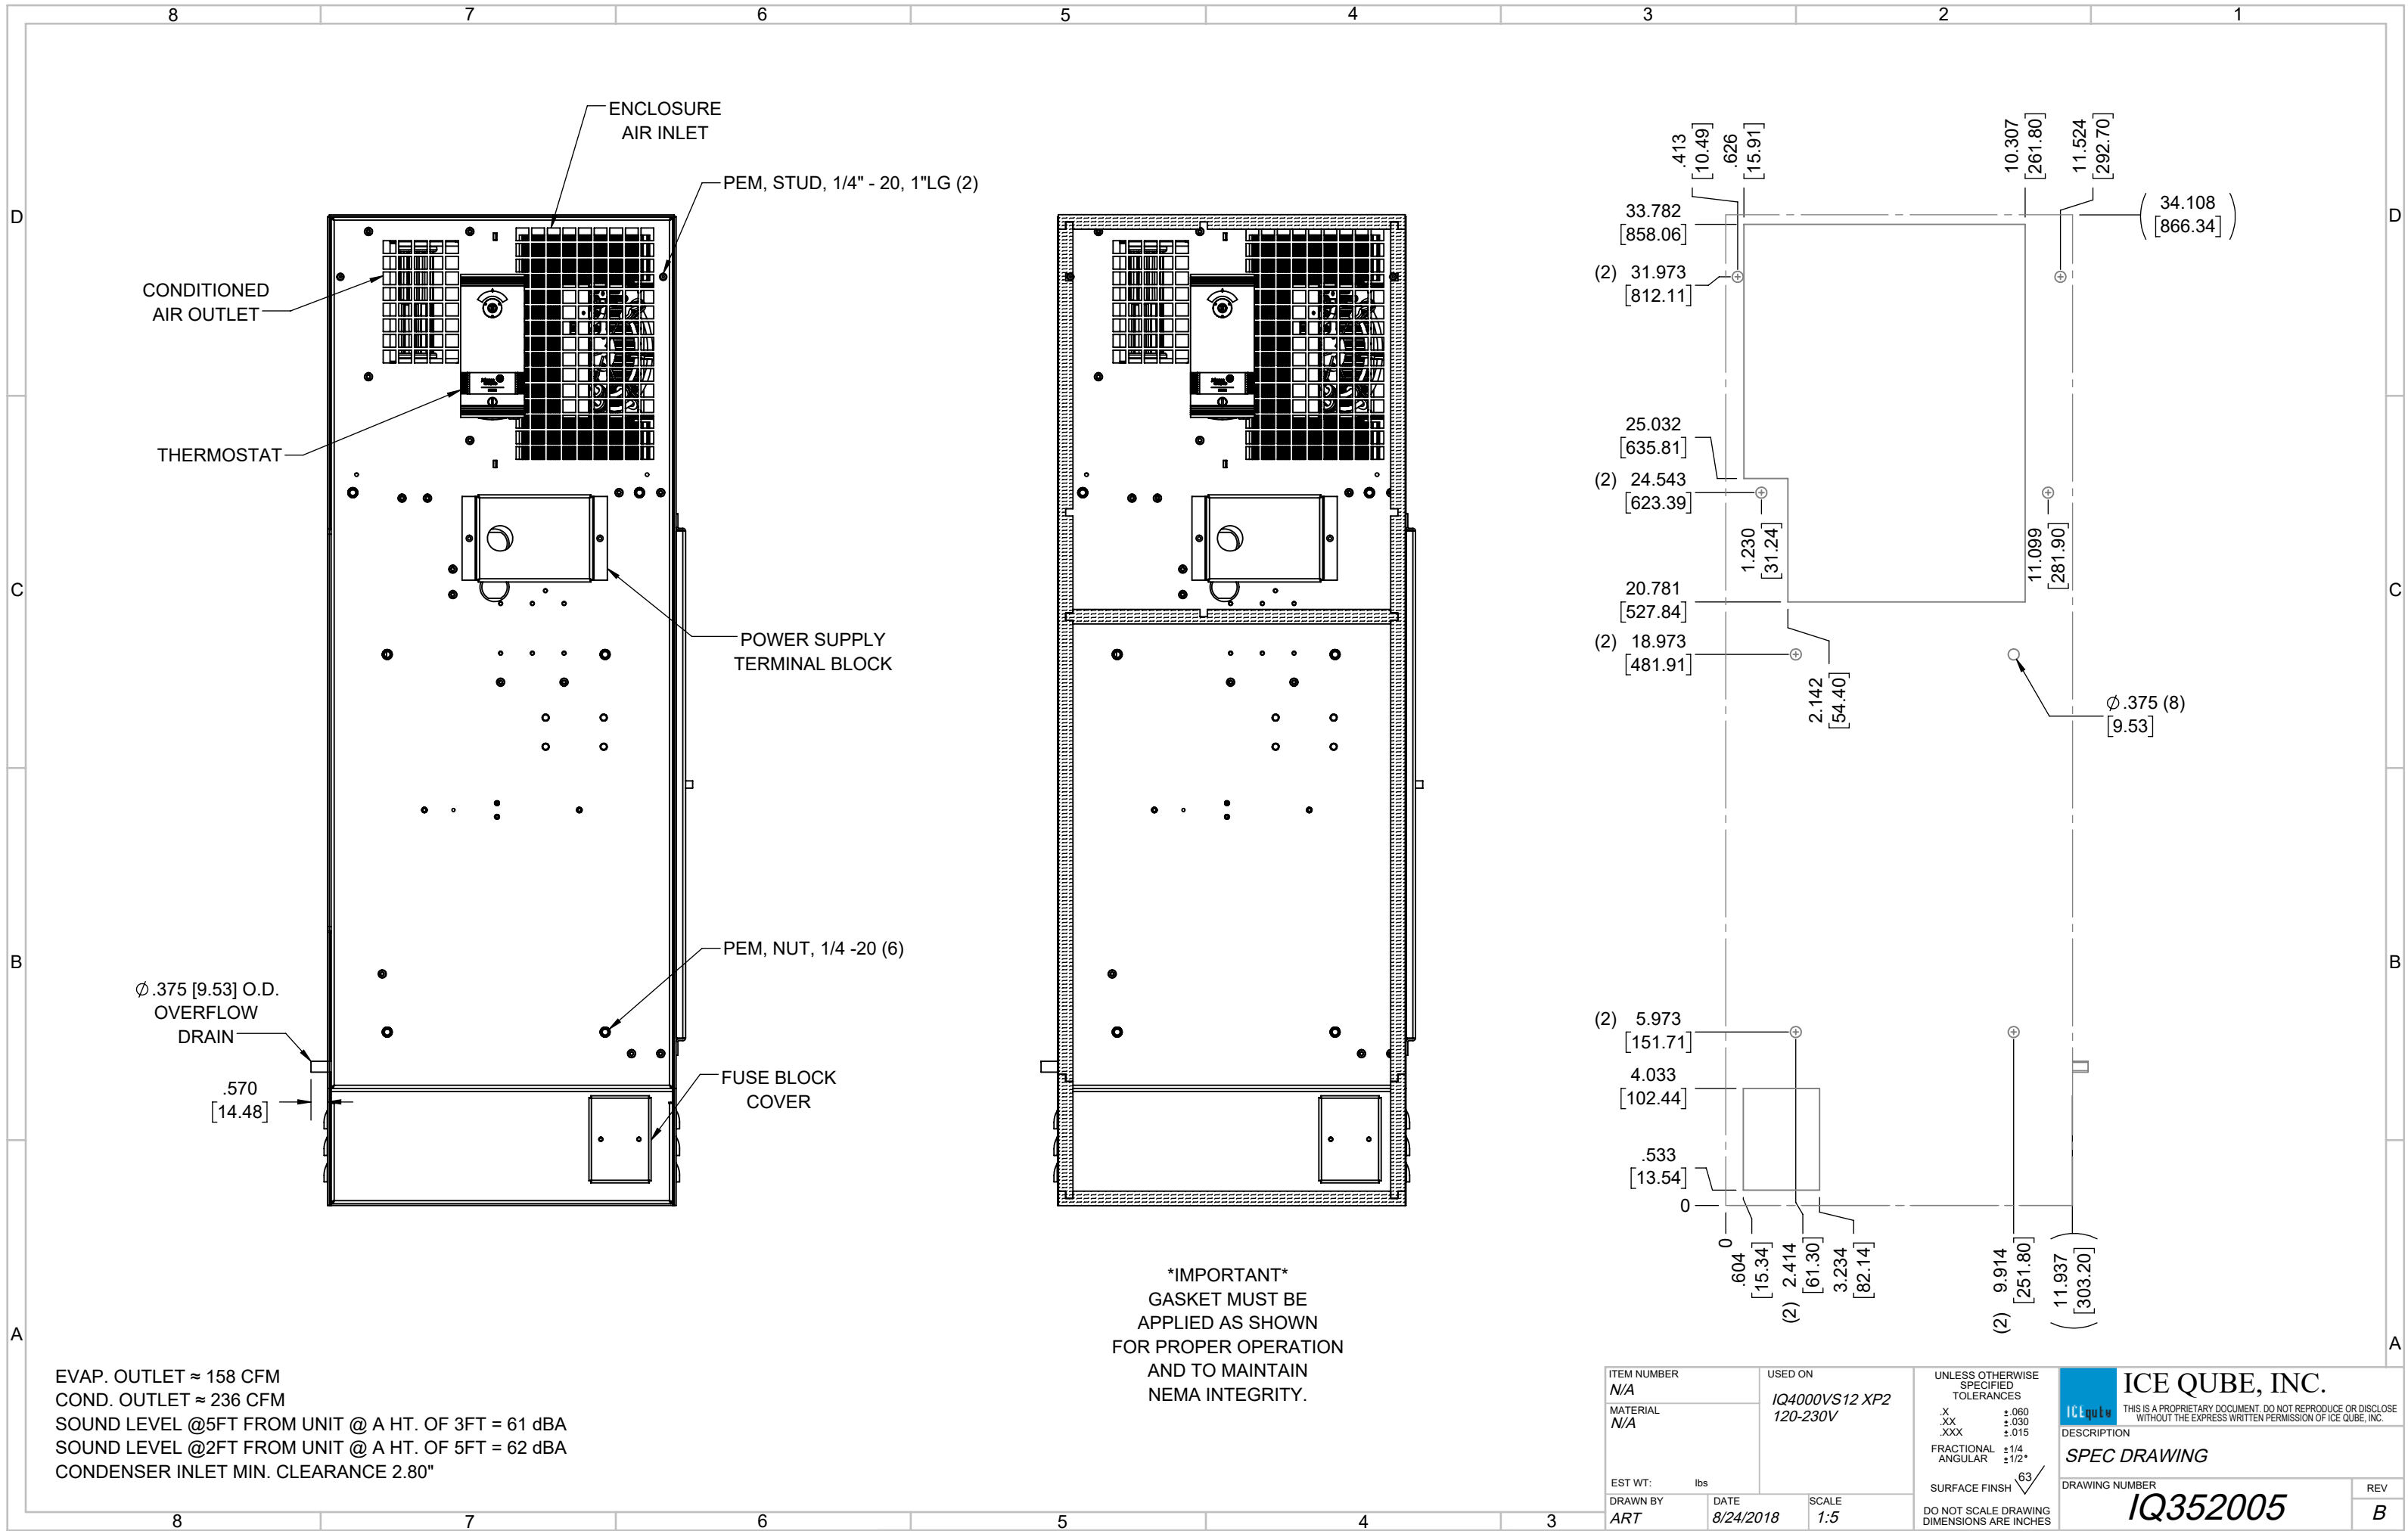 8 7 6 5 4 3 2 1
D
C
B
A
ENCLOSURE
AIR INLET
PEM, STUD, 1/4" - 20, 1"LG (2)
CONDITIONED
AIR OUTLET
THERMOSTAT
POWER SUPPLY
TERMINAL BLOCK
PEM, NUT, 1/4 -20 (6)
Ø .375 [9.53] O.D.
OVERFLOW
DRAIN
.570
[14.48]
FUSE BLOCK
COVER
*IMPORTANT*
GASKET MUST BE
APPLIED AS SHOWN
FOR PROPER OPERATION
AND TO MAINTAIN
NEMA INTEGRITY.
.413
[10.49]
.626
[15.91]
10.307
[261.80]
11.524
[292.70]
33.782
[858.06]
(34.108
[866.34])
(2) 31.973
[812.11]
25.032
[635.81]
(2) 24.543
[623.39]
1.230
[31.24]
11.099
[281.90]
20.781
[527.84]
(2) 18.973
[481.91]
2.142
[54.40]
Ø .375 (8)
[9.53]
(2) 5.973
[151.71]
4.033
[102.44]
.533
[13.54]
0
0
.604
[15.34]
(2) 2.414
[61.30]
3.234
[82.14]
(2) 9.914
[251.80]
(11.937
[303.20])
D
C
B
A
EVAP. OUTLET ≈ 158 CFM
COND. OUTLET ≈ 236 CFM
SOUND LEVEL @5FT FROM UNIT @ A HT. OF 3FT = 61 dBA
SOUND LEVEL @2FT FROM UNIT @ A HT. OF 5FT = 62 dBA
CONDENSER INLET MIN. CLEARANCE 2.80"
ITEM NUMBER
N/A
MATERIAL
N/A
EST WT: lbs
DRAWN BY
ART
DATE
8/24/2018
SCALE
1:5
USED ON
IQ4000VS12 XP2
120-230V
UNLESS OTHERWISE
SPECIFIED
TOLERANCES
.X ±.060
.XX ±.030
.XXX ±.015
FRACTIONAL ±1/4
ANGULAR ±1/2°
SURFACE FINSH 63
DO NOT SCALE DRAWING
DIMENSIONS ARE INCHES
ICEqube
ICE QUBE, INC.
THIS IS A PROPRIETARY DOCUMENT. DO NOT REPRODUCE OR DISCLOSE
WITHOUT THE EXPRESS WRITTEN PERMISSION OF ICE QUBE, INC.
DESCRIPTION
SPEC DRAWING
DRAWING NUMBER
IQ352005
REV
B
8 7 6 5 4 3